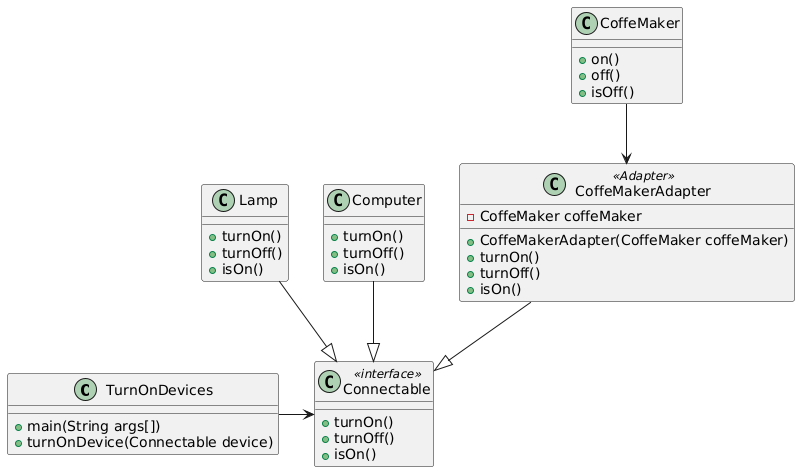 C CoffeMaker
on()
off()
isOff()
C «Adapter»
CoffeMakerAdapter
CoffeMaker coffeMaker
CoffeMakerAdapter(CoffeMaker coffeMaker)
turnOn()
turnOff()
isOn()
C Lamp
turnOn()
turnOff()
isOn()
C Computer
turnOn()
turnOff()
isOn()
C TurnOnDevices
main(String args[])
turnOnDevice(Connectable device)
C «interface»
Connectable
turnOn()
turnOff()
isOn()